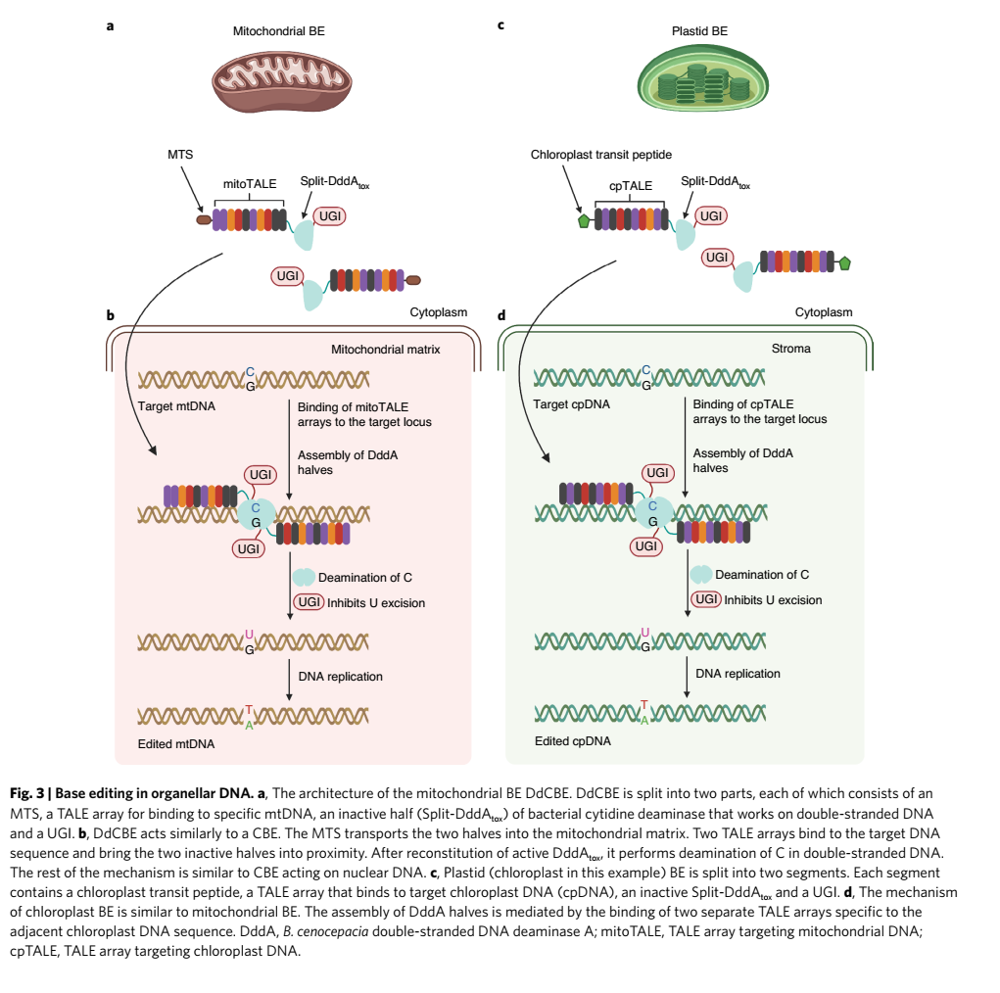 a
Mitochondrial BE
MTS
mitoTALE
Split-DddAtox
UGI
UGI
Cytoplasm
b
Mitochondrial matrix
C
G
Target mtDNA
Binding of mitoTALE
arrays to the target locus
Assembly of DddA
halves
UGI
C
G
UGI
Deamination of C
UGI Inhibits U excision
U
G
DNA replication
T
A
Edited mtDNA
c
Plastid BE
Chloroplast transit peptide
cpTALE
Split-DddAtox
UGI
UGI
Cytoplasm
d
Stroma
C
G
Target cpDNA
Binding of cpTALE
arrays to the target locus
Assembly of DddA
halves
UGI
C
G
UGI
Deamination of C
UGI Inhibits U excision
U
G
DNA replication
T
A
Edited cpDNA
Fig. 3 | Base editing in organellar DNA. a, The architecture of the mitochondrial BE DdCBE. DdCBE is split into two parts, each of which consists of an
MTS, a TALE array for binding to specific mtDNA, an inactive half (Split-DddAtox) of bacterial cytidine deaminase that works on double-stranded DNA
and a UGI. b, DdCBE acts similarly to a CBE. The MTS transports the two halves into the mitochondrial matrix. Two TALE arrays bind to the target DNA
sequence and bring the two inactive halves into proximity. After reconstitution of active DddAtox, it performs deamination of C in double-stranded DNA.
The rest of the mechanism is similar to CBE acting on nuclear DNA. c, Plastid (chloroplast in this example) BE is split into two segments. Each segment
contains a chloroplast transit peptide, a TALE array that binds to target chloroplast DNA (cpDNA), an inactive Split-DddAtox and a UGI. d, The mechanism
of chloroplast BE is similar to mitochondrial BE. The assembly of DddA halves is mediated by the binding of two separate TALE arrays specific to the
adjacent chloroplast DNA sequence. DddA, B. cenocepacia double-stranded DNA deaminase A; mitoTALE, TALE array targeting mitochondrial DNA;
cpTALE, TALE array targeting chloroplast DNA.